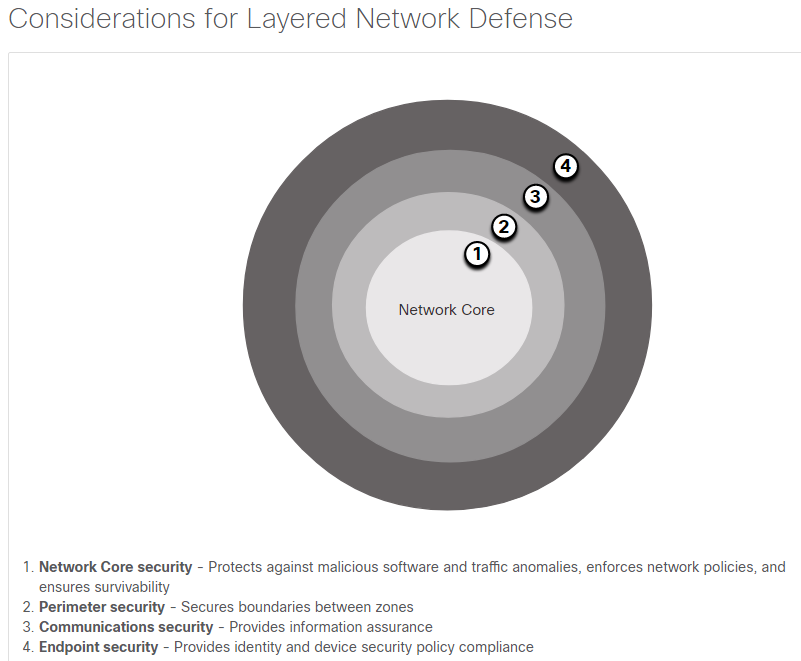 Considerations for Layered Network Defense
4
3
2
1
Network Core
1. Network Core security - Protects against malicious software and traffic anomalies, enforces network policies, and
ensures survivability
2. Perimeter security - Secures boundaries between zones
3. Communications security - Provides information assurance
4. Endpoint security - Provides identity and device security policy compliance